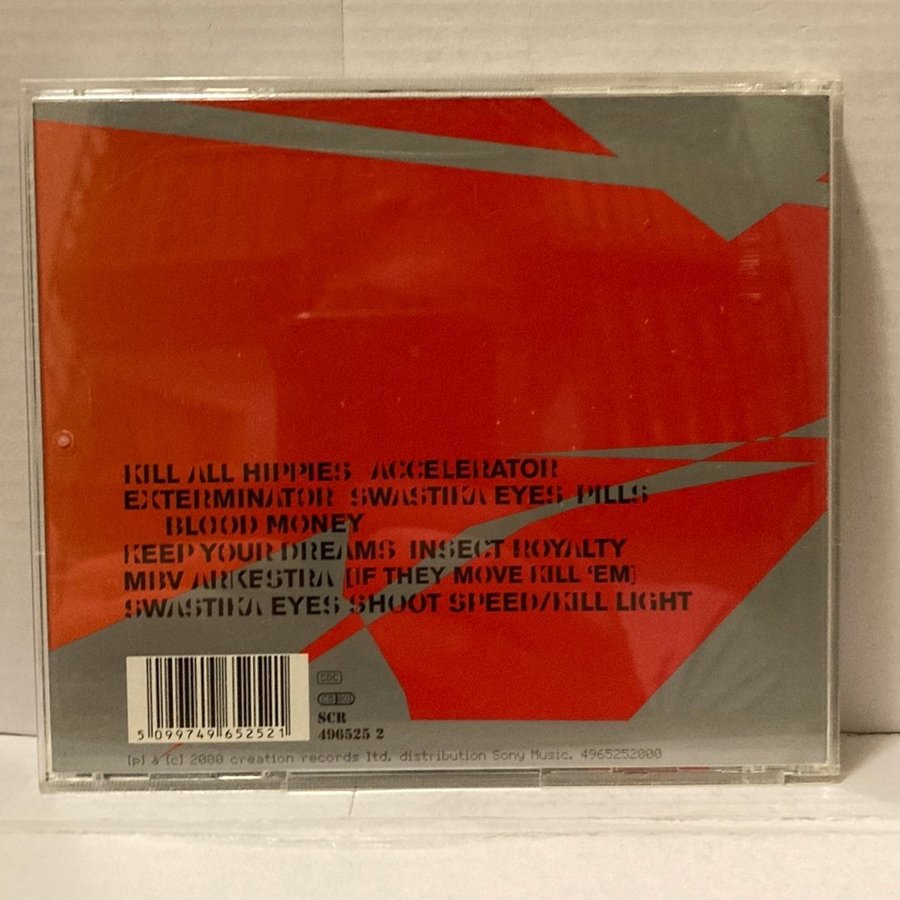 KILL ALL HIPPIES ACCELERATOR
EXTERMINATOR SWASTIKA EYES PILLS
BLOOD MONEY
KEEP YOUR DREAMS INSECT ROYALTY
MBV ARKESTRA [IF THEY MOVE KILL 'EM]
SWASTIKA EYES SHOOT SPEED/KILL LIGHT
CDC
SCR
496525 2
5 099749 652521
[p] & [c] 2000 creation records ltd. distribution Sony Music. 4965252000